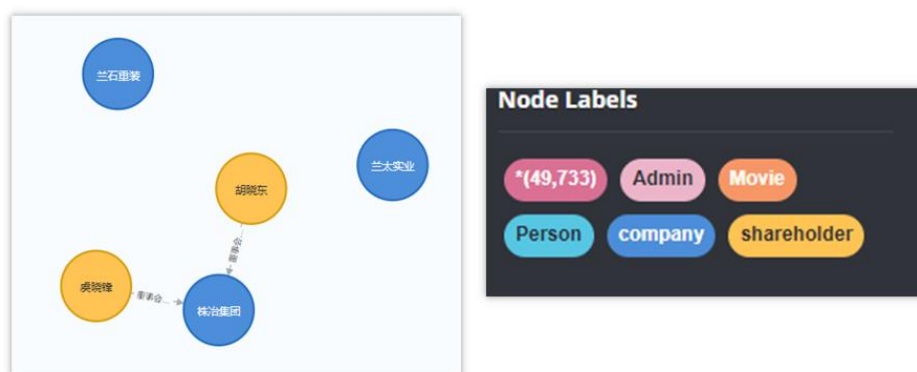 兰石重装
兰太实业
胡晓东
董事会...
虞晓锋
董事会...
株冶集团
Node Labels
*(49,733) Admin Movie
Person company shareholder